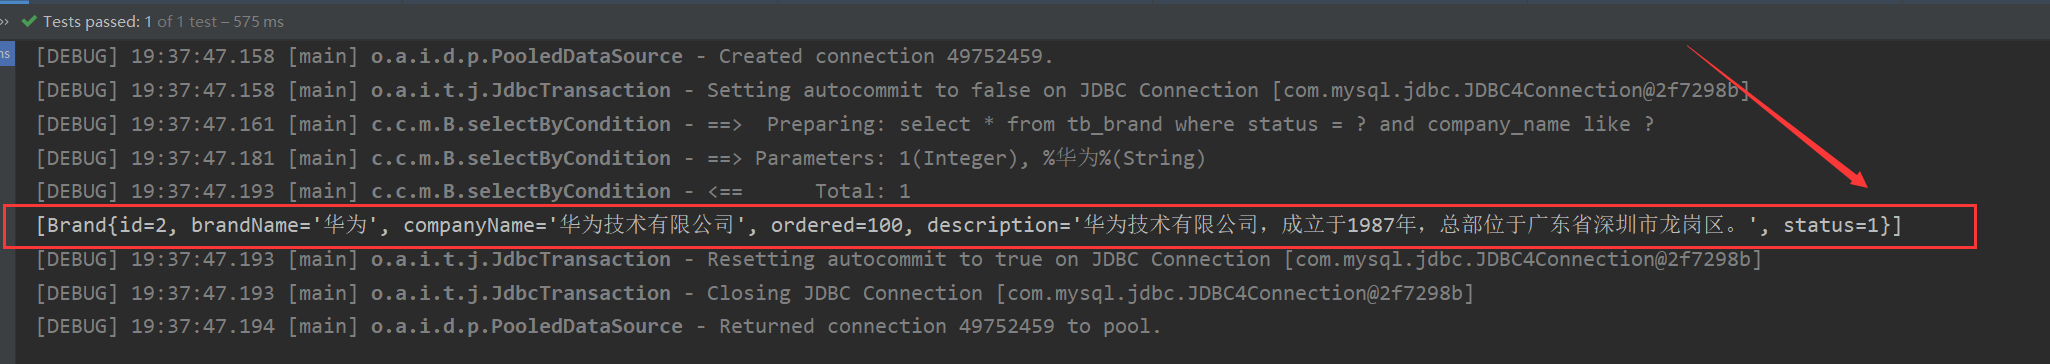 ›› Tests passed: 1 of 1 test – 575 ms
ms
[DEBUG] 19:37:47.158 [main] o.a.i.d.p.PooledDataSource - Created connection 49752459.
[DEBUG] 19:37:47.158 [main] o.a.i.t.j.JdbcTransaction - Setting autocommit to false on JDBC Connection [com.mysql.jdbc.JDBC4Connection@2f7298b]
[DEBUG] 19:37:47.161 [main] c.c.m.B.selectByCondition - ==>  Preparing: select * from tb_brand where status = ? and company_name like ?
[DEBUG] 19:37:47.181 [main] c.c.m.B.selectByCondition - ==> Parameters: 1(Integer), %华为%(String)
[DEBUG] 19:37:47.193 [main] c.c.m.B.selectByCondition - <==      Total: 1
[Brand{id=2, brandName='华为', companyName='华为技术有限公司', ordered=100, description='华为技术有限公司，成立于1987年，总部位于广东省深圳市龙岗区。', status=1}]
[DEBUG] 19:37:47.193 [main] o.a.i.t.j.JdbcTransaction - Resetting autocommit to true on JDBC Connection [com.mysql.jdbc.JDBC4Connection@2f7298b]
[DEBUG] 19:37:47.193 [main] o.a.i.t.j.JdbcTransaction - Closing JDBC Connection [com.mysql.jdbc.JDBC4Connection@2f7298b]
[DEBUG] 19:37:47.194 [main] o.a.i.d.p.PooledDataSource - Returned connection 49752459 to pool.